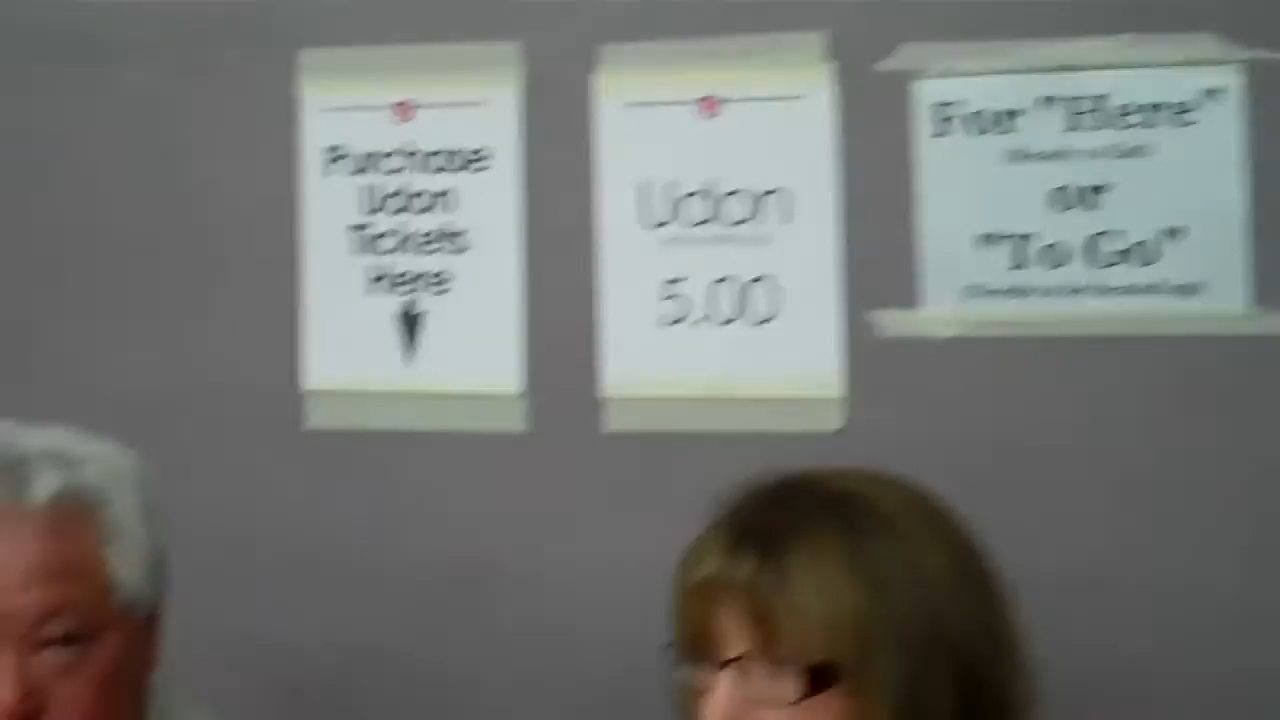 Purchase
Udon
Tickets
Here
Udon
5.00
For "Here"
or
"To Go"